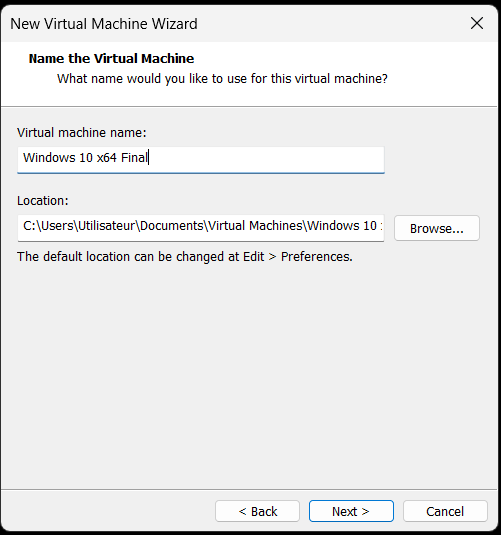 New Virtual Machine Wizard
Name the Virtual Machine
What name would you like to use for this virtual machine?
Virtual machine name:
Windows 10 x64 Final
Location:
C:\Users\Utilisateur\Documents\Virtual Machines\Windows 10
Browse...
The default location can be changed at Edit > Preferences.
< Back
Next >
Cancel